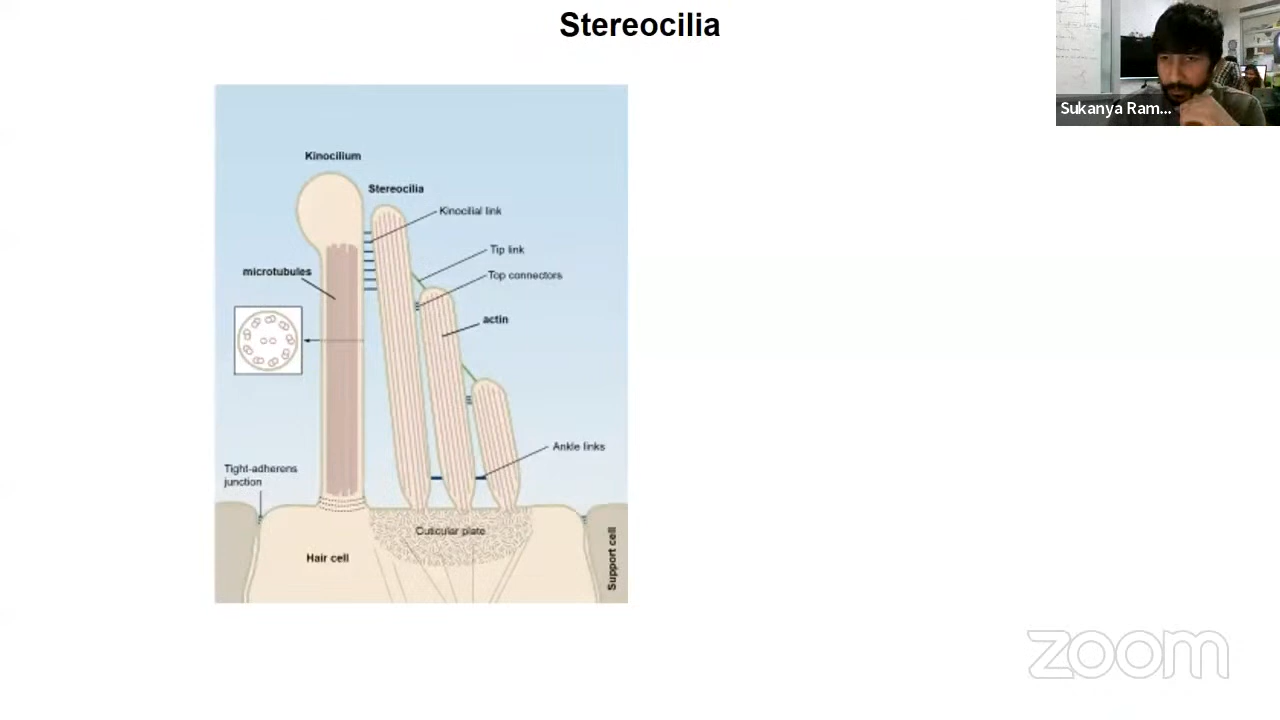 Stereocilia
Sukanya Ram...
Kinocilium
Stereocilia
Kinocilial link
Tip link
Top connectors
microtubules
actin
Ankle links
Tight-adherens
junction
Cuticular plate
Hair cell
Support cell
zoom